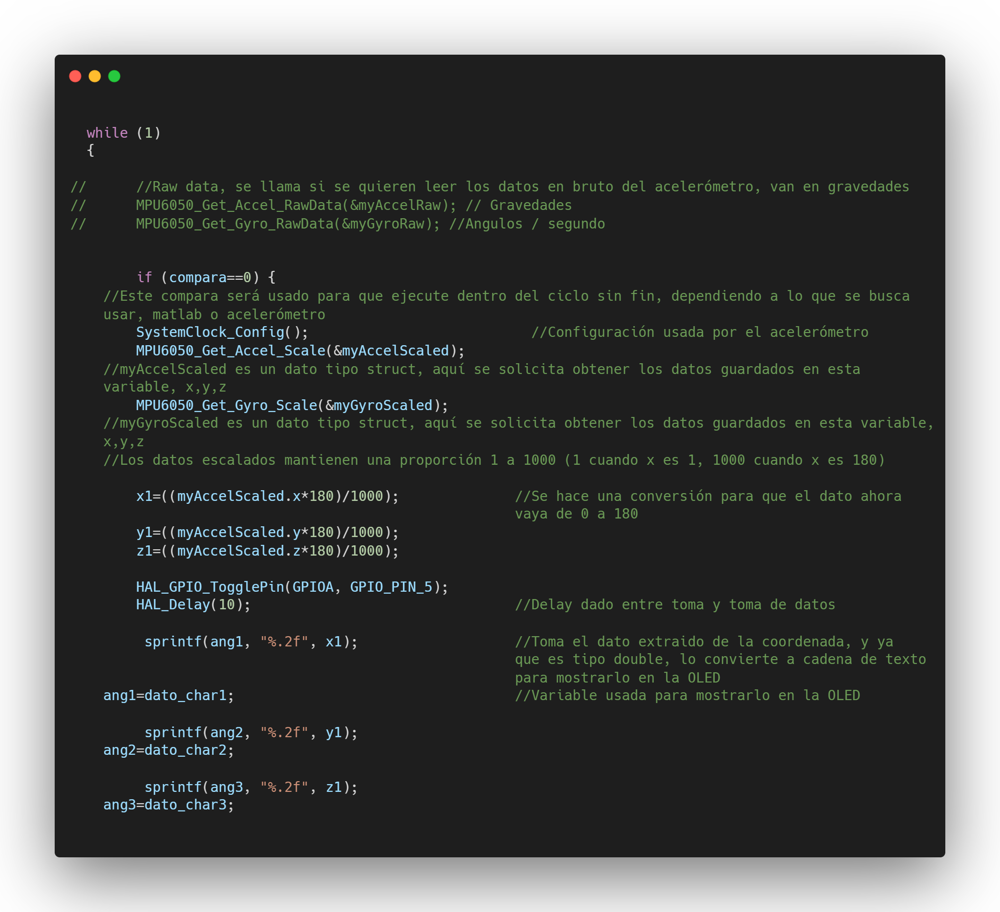 while (1)
{
//      //Raw data, se llama si se quieren leer los datos en bruto del acelerómetro, van en gravedades
//      MPU6050_Get_Accel_RawData(&myAccelRaw); // Gravedades
//      MPU6050_Get_Gyro_RawData(&myGyroRaw); //Angulos / segundo
if (compara==0) {
//Este compara será usado para que ejecute dentro del ciclo sin fin, dependiendo a lo que se busca
usar, matlab o acelerómetro
SystemClock_Config();                           //Configuración usada por el acelerómetro
MPU6050_Get_Accel_Scale(&myAccelScaled);
//myAccelScaled es un dato tipo struct, aquí se solicita obtener los datos guardados en esta
variable, x,y,z
MPU6050_Get_Gyro_Scale(&myGyroScaled);
//myGyroScaled es un dato tipo struct, aquí se solicita obtener los datos guardados en esta variable,
x,y,z
//Los datos escalados mantienen una proporción 1 a 1000 (1 cuando x es 1, 1000 cuando x es 180)
x1=((myAccelScaled.x*180)/1000);              //Se hace una conversión para que el dato ahora
vaya de 0 a 180
y1=((myAccelScaled.y*180)/1000);
z1=((myAccelScaled.z*180)/1000);
HAL_GPIO_TogglePin(GPIOA, GPIO_PIN_5);
HAL_Delay(10);                                //Delay dado entre toma y toma de datos
sprintf(ang1, "%.2f", x1);                   //Toma el dato extraido de la coordenada, y ya
que es tipo double, lo convierte a cadena de texto
para mostrarlo en la OLED
ang1=dato_char1;                                  //Variable usada para mostrarlo en la OLED
sprintf(ang2, "%.2f", y1);
ang2=dato_char2;
sprintf(ang3, "%.2f", z1);
ang3=dato_char3;